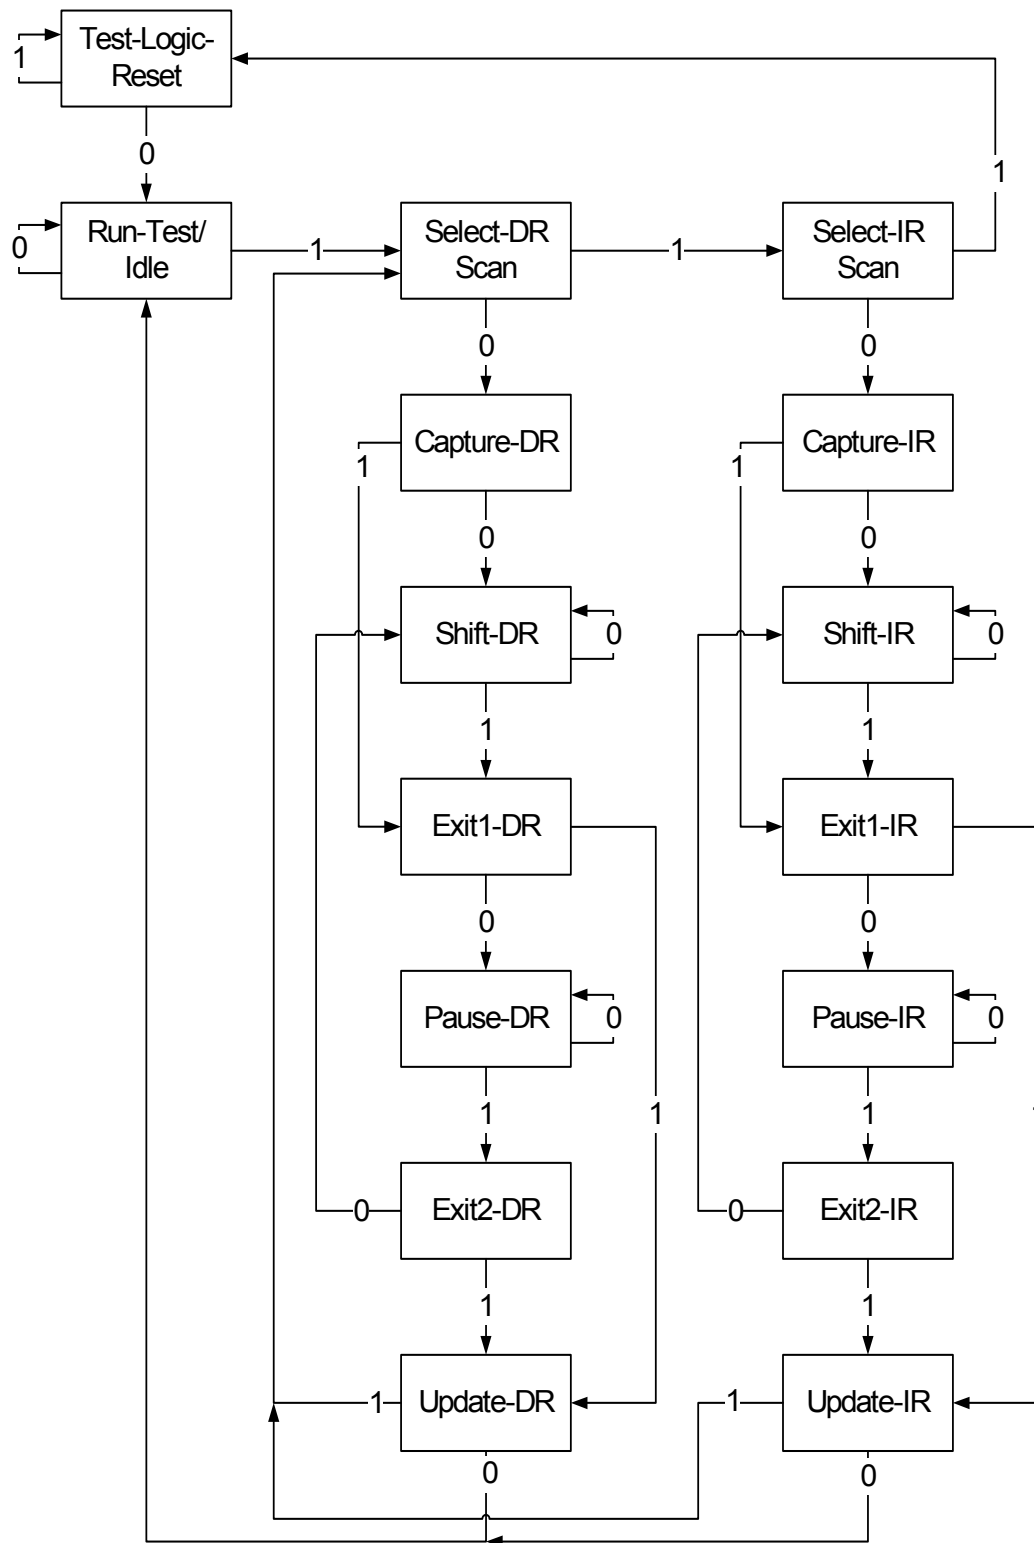 Test-Logic-
Reset
1
0
1
Run-Test/
Idle
0
1
Select-DR
Scan
1
Select-IR
Scan
0
0
Capture-DR
Capture-IR
1
1
0
0
Shift-DR
0
Shift-IR
0
1
1
Exit1-DR
Exit1-IR
0
0
Pause-DR
0
Pause-IR
0
1
1
1
0
Exit2-DR
0
Exit2-IR
1
1
1
Update-DR
1
Update-IR
0
0